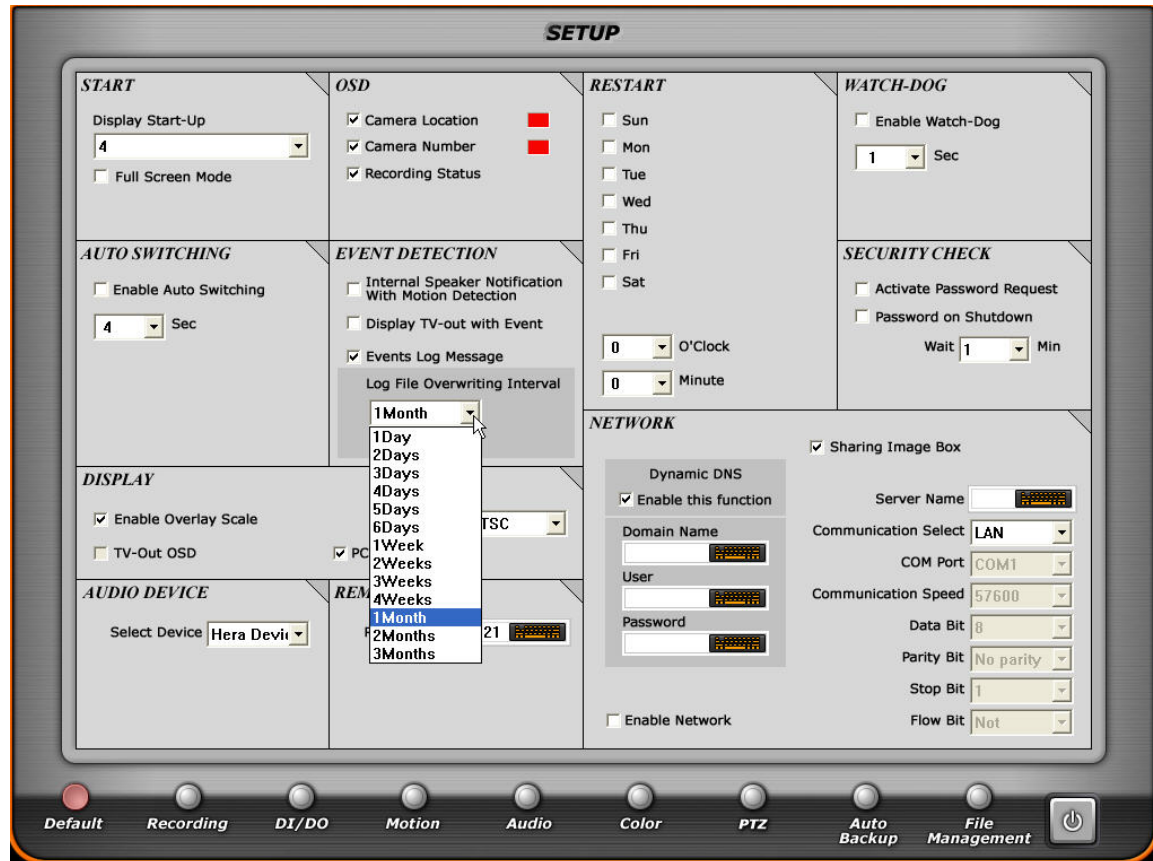 SETUP
START
Display Start-Up
4
Full Screen Mode
OSD
Camera Location
Camera Number
Recording Status
RESTART
Sun
Mon
Tue
Wed
Thu
Fri
Sat
0 O'Clock
0 Minute
WATCH-DOG
Enable Watch-Dog
1 Sec
AUTO SWITCHING
Enable Auto Switching
4 Sec
EVENT DETECTION
Internal Speaker Notification
With Motion Detection
Display TV-out with Event
Events Log Message
Log File Overwriting Interval
1Month
1Day
2Days
3Days
4Days
5Days
6Days
1Week
2Weeks
3Weeks
4Weeks
1Month
2Months
3Months
SECURITY CHECK
Activate Password Request
Password on Shutdown
Wait 1 Min
DISPLAY
Enable Overlay Scale
TSC
TV-Out OSD
PC
AUDIO DEVICE
Select Device Hera Devi
REM
21
NETWORK
Sharing Image Box
Dynamic DNS
Enable this function
Domain Name
User
Password
Enable Network
Server Name
Communication Select LAN
COM Port COM1
Communication Speed 57600
Data Bit 8
Parity Bit No parity
Stop Bit 1
Flow Bit Not
Default
Recording
DI/DO
Motion
Audio
Color
PTZ
Auto
Backup
File
Management